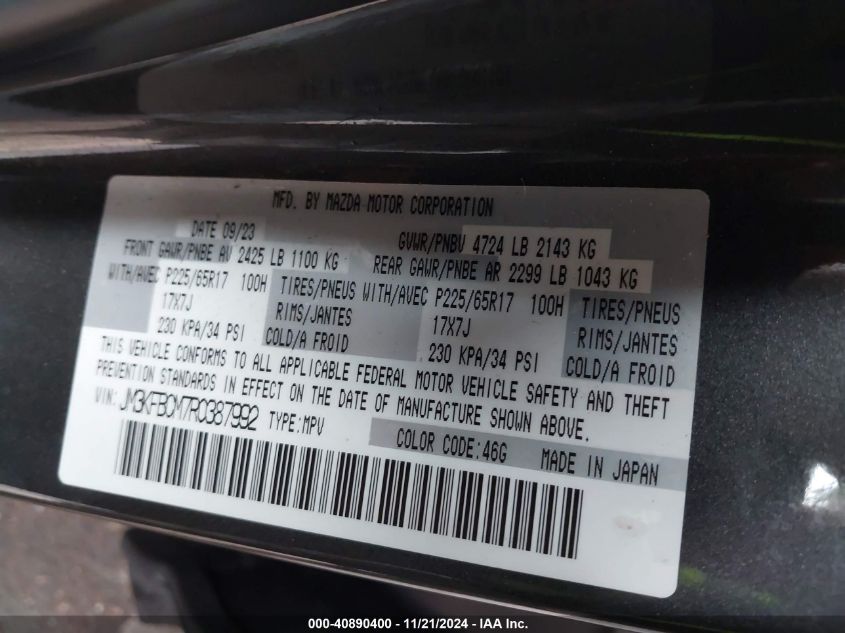 MFD. BY MAZDA MOTOR CORPORATION
DATE 09/23 GVWR/PNBV 4724 LB 2143 KG
FRONT GAWR/PNBE AV 2425 LB 1100 KG REAR GAWR/PNBE AR 2299 LB 1043 KG
WITH/AVEC P225/65R17 100H TIRES/PNEUS WITH/AVEC P225/65R17 100H TIRES/PNEUS
17X7J RIMS/JANTES 17X7J RIMS/JANTES
230 KPA/34 PSI COLD/A FROID 230 KPA/34 PSI COLD/A FROID
THIS VEHICLE CONFORMS TO ALL APPLICABLE FEDERAL MOTOR VEHICLE SAFETY AND THEFT
PREVENTION STANDARDS IN EFFECT ON THE DATE OF MANUFACTURE SHOWN ABOVE.
VIN: JM3KFBCM7R0387992 TYPE:MPV
COLOR CODE:46G MADE IN JAPAN
000-40890400 - 11/21/2024 - IAA Inc.